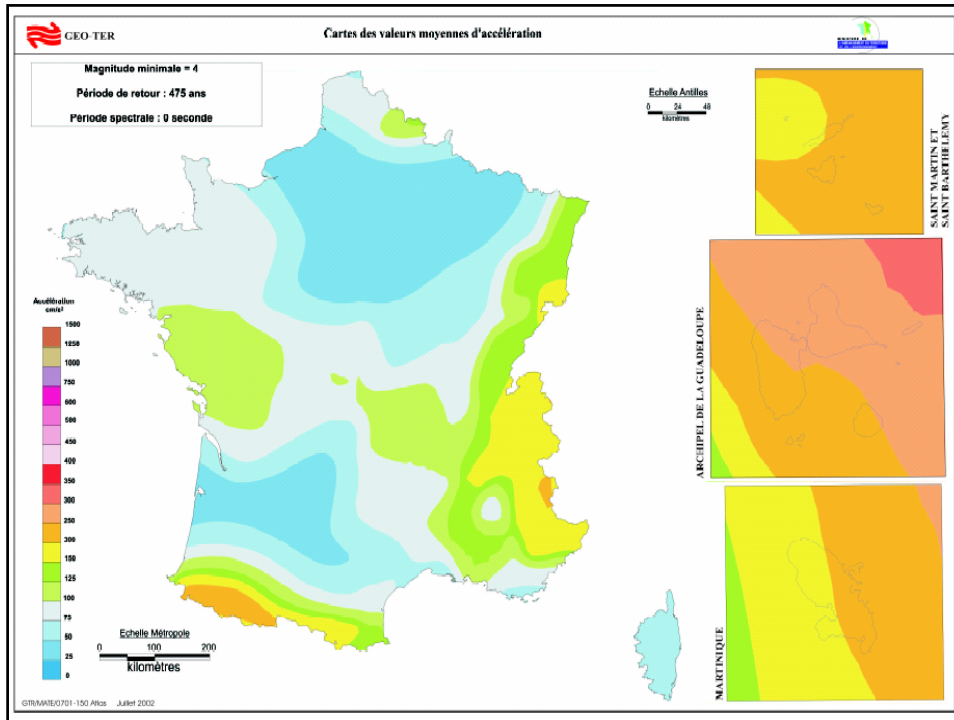 GEO-TER
Cartes des valeurs moyennes d'accélération
Magnitude minimale = 4
Période de retour : 475 ans
Période spectrale : 0 seconde
Echelle Antilles
0 24 48
kilomètres
SAINT MARTIN ET
SAINT BARTHELEMY
ARCHIPEL DE LA GUADELOUPE
MARTINIQUE
Accélération
cm/s²
1500
1250
1000
750
600
500
450
400
350
300
250
200
150
125
100
75
50
25
0
Echelle Métropole
0 100 200
kilomètres
GTR/MATE/0701-150 Atlas Juillet 2002